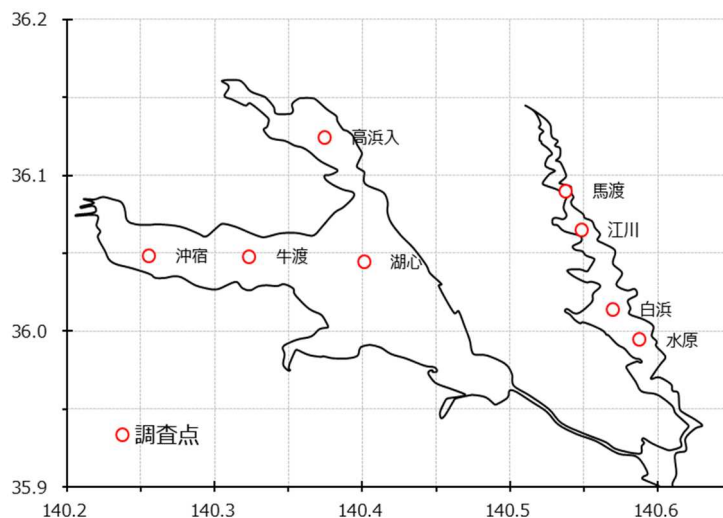 36.2
高浜入
36.1
馬渡
江川
沖宿
牛渡
湖心
白浜
36.0
水原
調査点
35.9
140.2
140.3
140.4
140.5
140.6